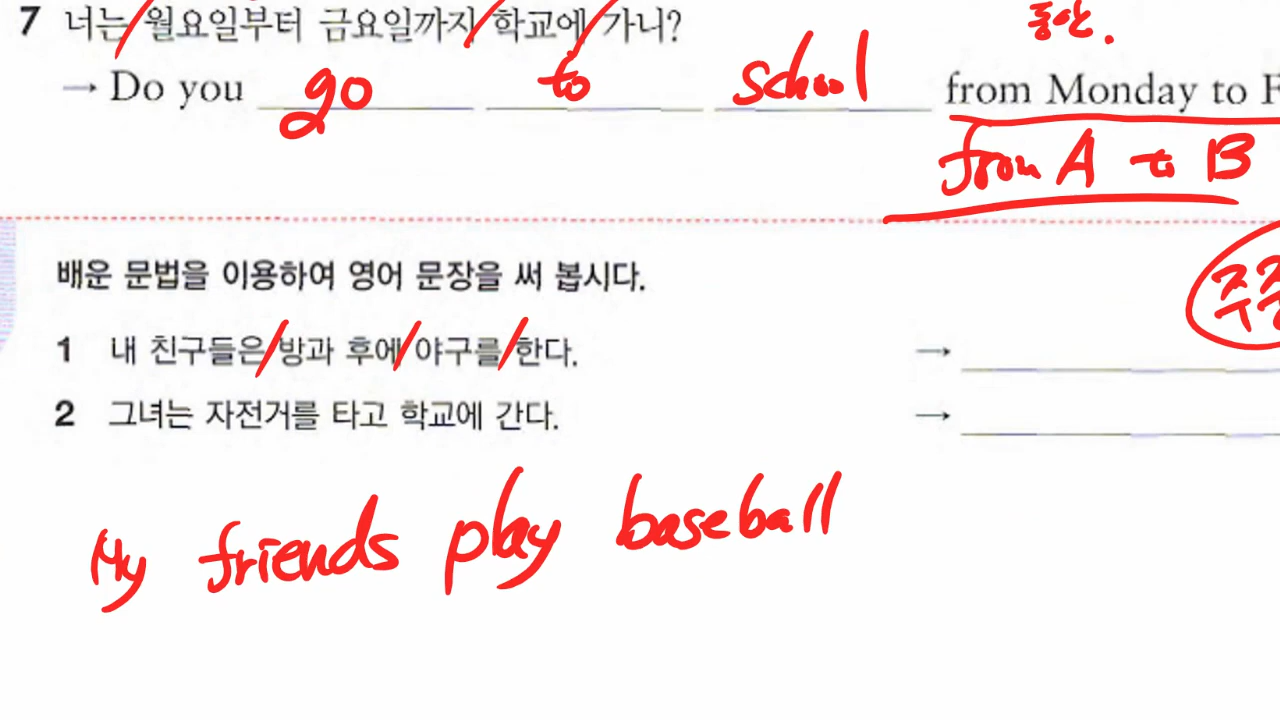 7 너는/월요일부터 금요일까지/학교에/가니?
동안.
→ Do you go to school from Monday to F
from A to B
배운 문법을 이용하여 영어 문장을 써 봅시다.
1 내 친구들은/방과 후에/야구를/한다. →
2 그녀는 자전거를 타고 학교에 간다. →
My friends play baseball